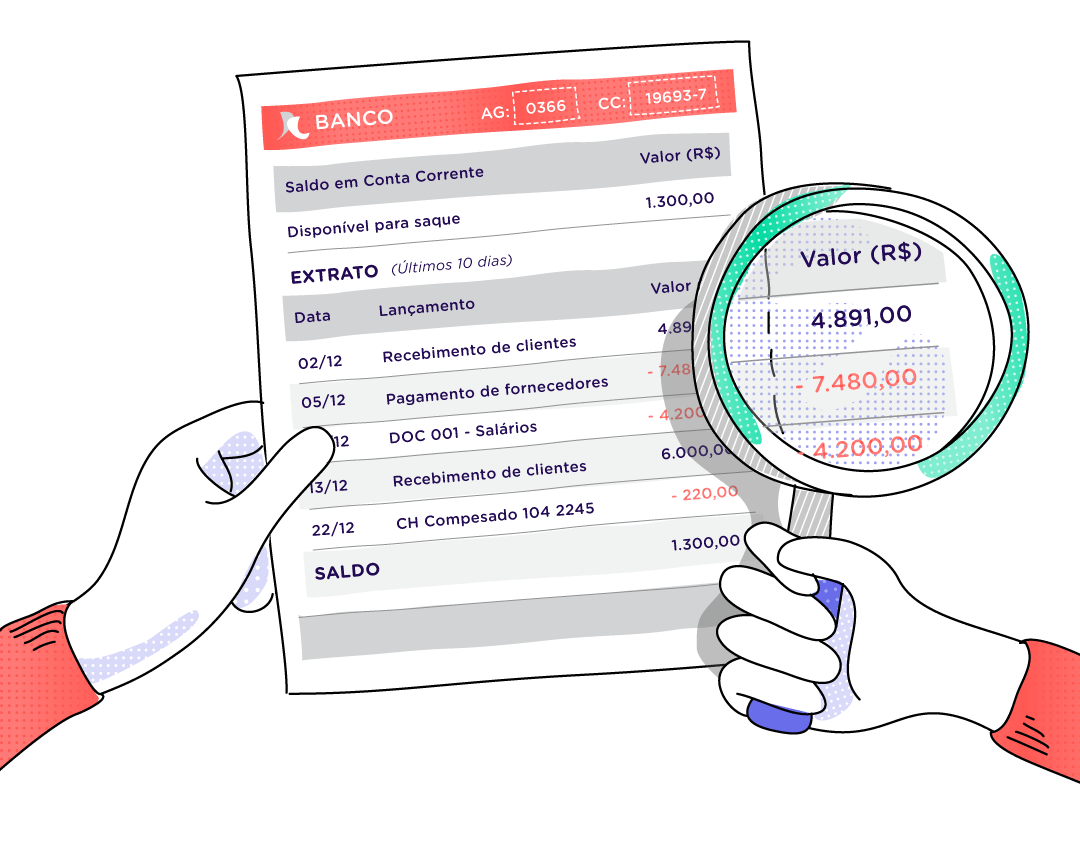 BANCO AG: 0366 CC: 19693-7
Saldo em Conta Corrente Valor (R$)
Disponível para saque 1.300,00
EXTRATO (Últimos 10 dias)
Data Lançamento Valor
02/12 Recebimento de clientes 4.89
05/12 Pagamento de fornecedores - 7.48
12 DOC 001 - Salários - 4.200
13/12 Recebimento de clientes 6.000,00
22/12 CH Compesado 104 2245 - 220,00
SALDO 1.300,00
Valor (R$)
4.891,00
- 7.480,00
- 4.200,00